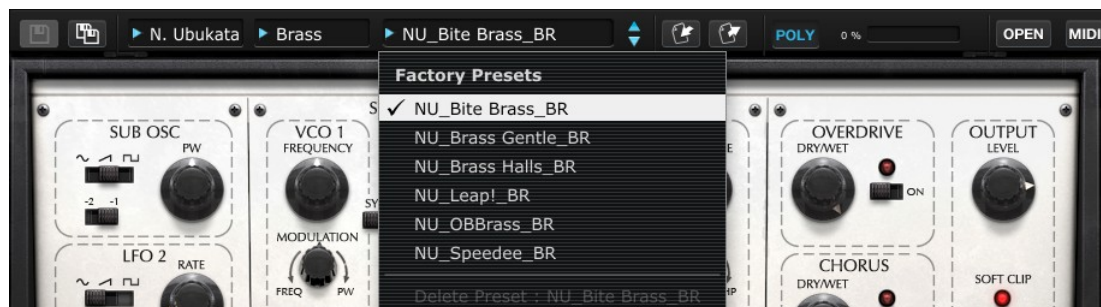 N. Ubukata Brass NU_Bite Brass_BR POLY 0 % OPEN MIDI
Factory Presets
NU_Bite Brass_BR
NU_Brass Gentle_BR
NU_Brass Halls_BR
NU_Leap!_BR
NU_OBBrass_BR
NU_Speedee_BR
Delete Preset : NU_Bite Brass_BR
SUB OSC
PW
-2 -1
LFO 2
RATE
VCO 1
FREQUENCY
MODULATION
FREQ PW
OVERDRIVE
DRY/WET
ON
CHORUS
DRY/WET
OUTPUT
LEVEL
SOFT CLIP